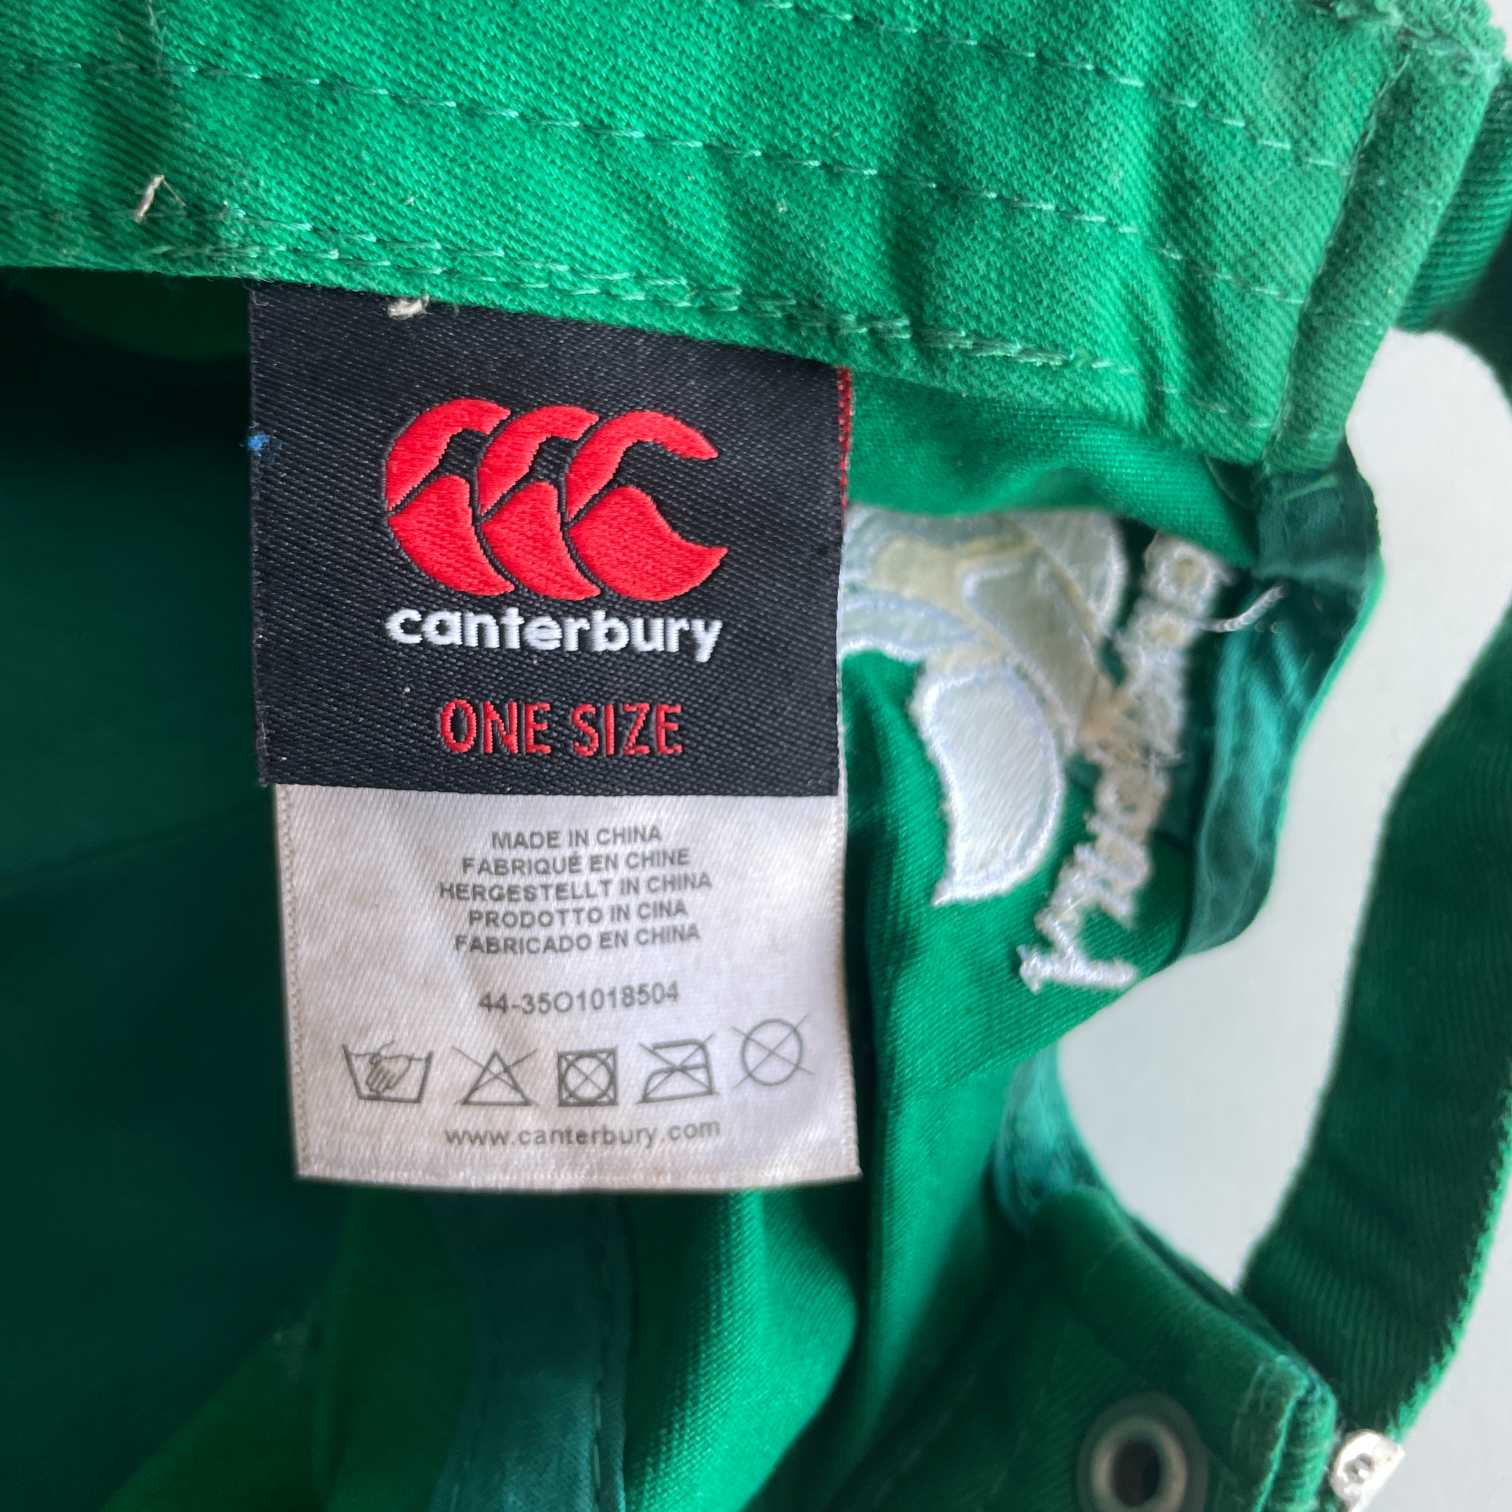 canterbury
ONE SIZE
MADE IN CHINA
FABRIQUÉ EN CHINE
HERGESTELLT IN CHINA
PRODOTTO IN CINA
FABRICADO EN CHINA
44-35O1018504
www.canterbury.com